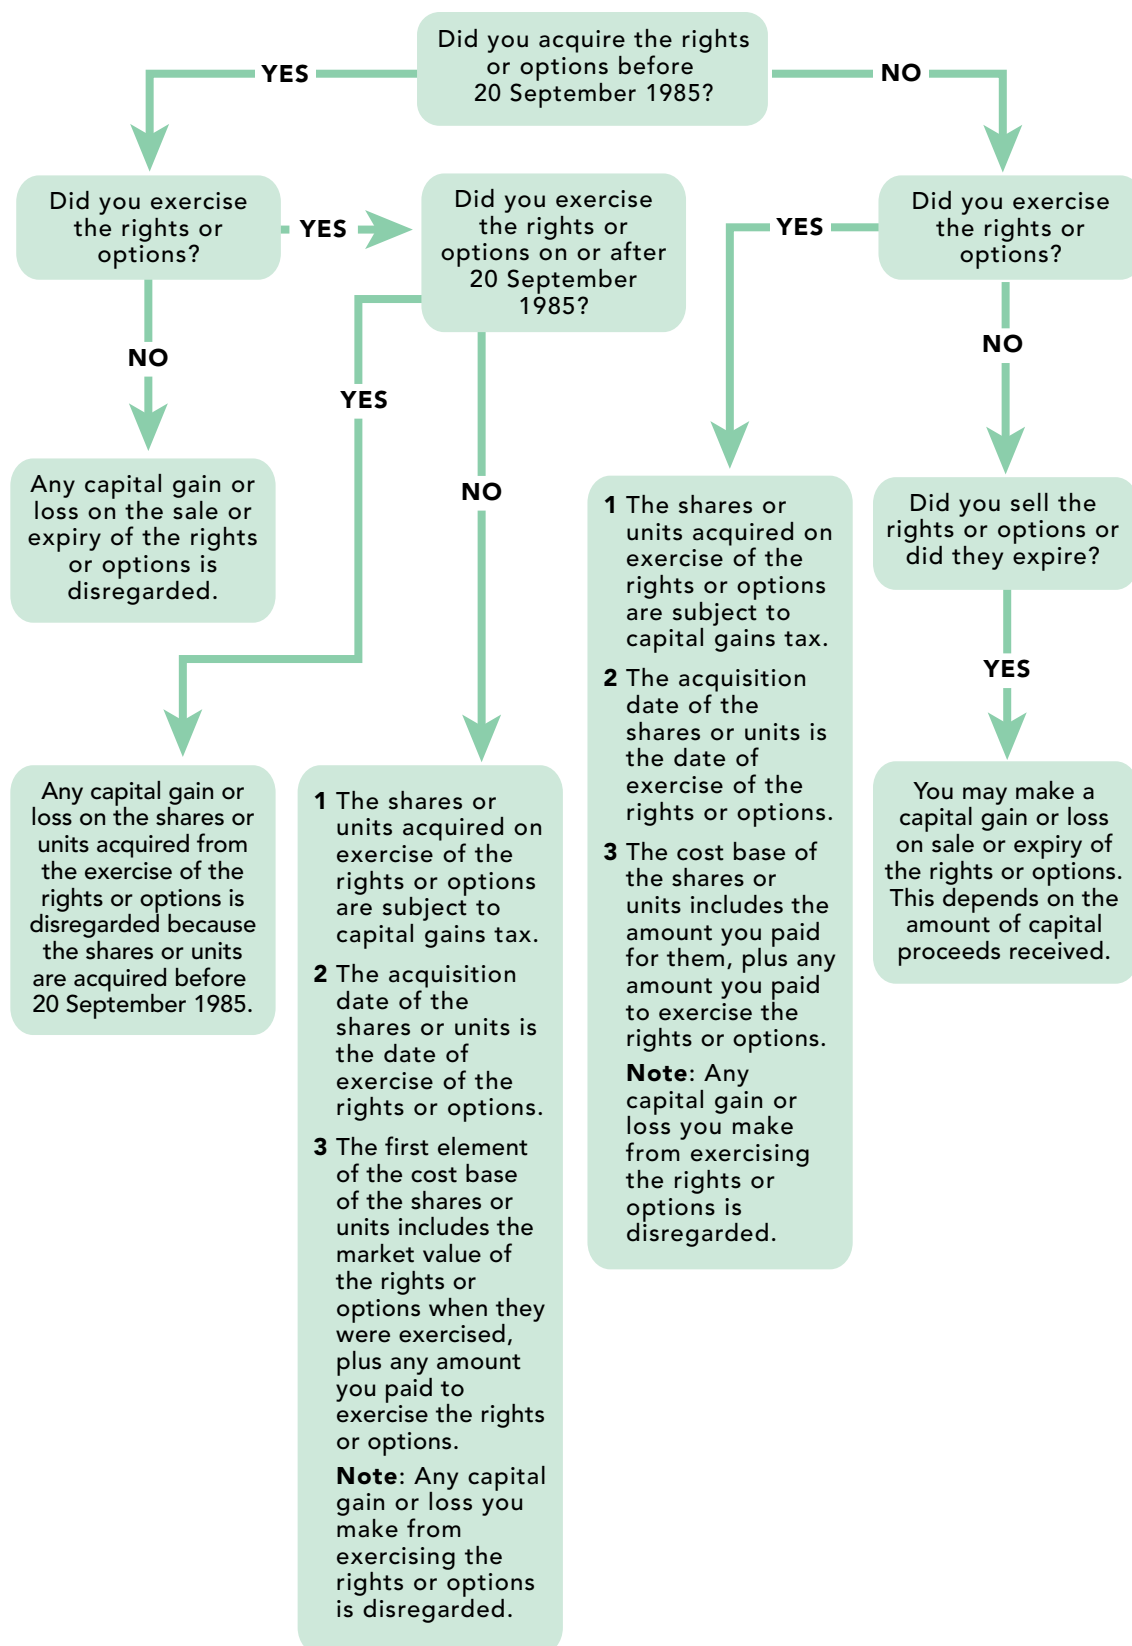 Did you acquire the rights
or options before
20 September 1985?
YES
NO
Did you exercise
the rights or
options?
YES
Did you exercise
the rights or
options on or after
20 September
1985?
YES
Did you exercise
the rights or
options?
NO
YES
NO
NO
Any capital gain or
loss on the sale or
expiry of the rights
or options is
disregarded.
1 The shares or
units acquired on
exercise of the
rights or options
are subject to
capital gains tax.
2 The acquisition
date of the
shares or units is
the date of
exercise of the
rights or options.
3 The cost base of
the shares or
units includes the
amount you paid
for them, plus any
amount you paid
to exercise the
rights or options.
Note: Any
capital gain or
loss you make
from exercising
the rights or
options is
disregarded.
Did you sell the
rights or options or
did they expire?
YES
Any capital gain or
loss on the shares or
units acquired from
the exercise of the
rights or options is
disregarded because
the shares or units
are acquired before
20 September 1985.
1 The shares or
units acquired on
exercise of the
rights or options
are subject to
capital gains tax.
2 The acquisition
date of the
shares or units is
the date of
exercise of the
rights or options.
3 The first element
of the cost base
of the shares or
units includes the
market value of
the rights or
options when they
were exercised,
plus any amount
you paid to
exercise the rights
or options.
Note: Any capital
gain or loss you
make from
exercising the
rights or options
is disregarded.
You may make a
capital gain or loss
on sale or expiry of
the rights or options.
This depends on the
amount of capital
proceeds received.